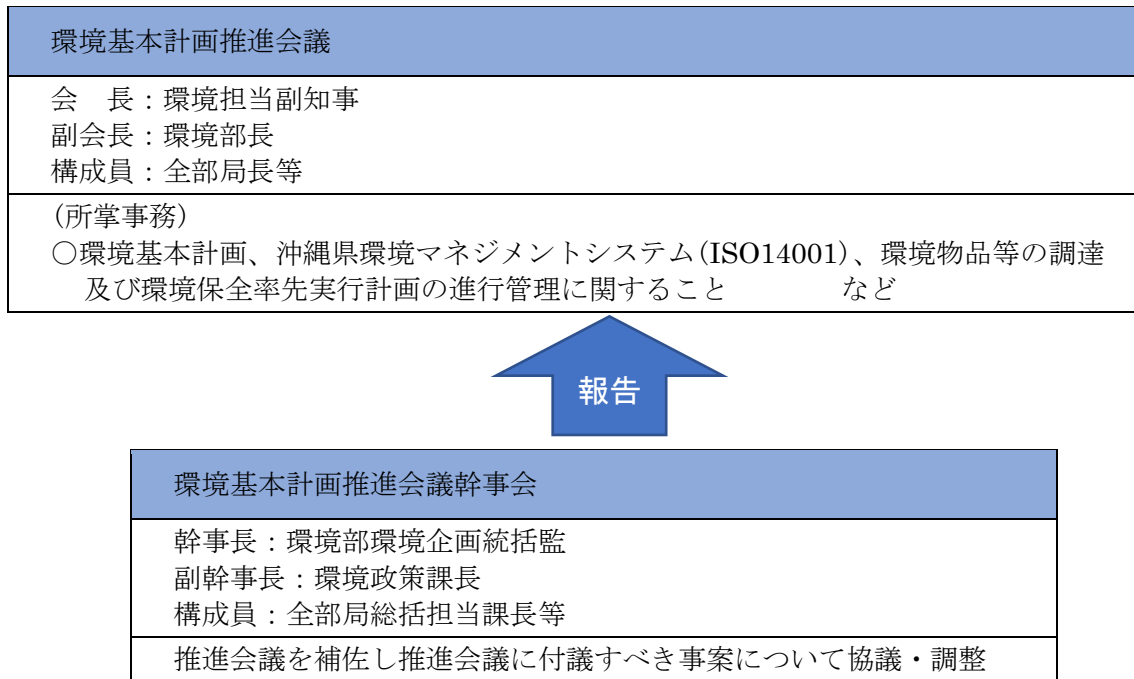 環境基本計画推進会議
会　長：環境担当副知事
副会長：環境部長
構成員：全部局長等
(所掌事務)
○環境基本計画、沖縄県環境マネジメントシステム(ISO14001)、環境物品等の調達
及び環境保全率先実行計画の進行管理に関すること　　　　など
報告
環境基本計画推進会議幹事会
幹事長：環境部環境企画統括監
副幹事長：環境政策課長
構成員：全部局総括担当課長等
推進会議を補佐し推進会議に付議すべき事案について協議・調整